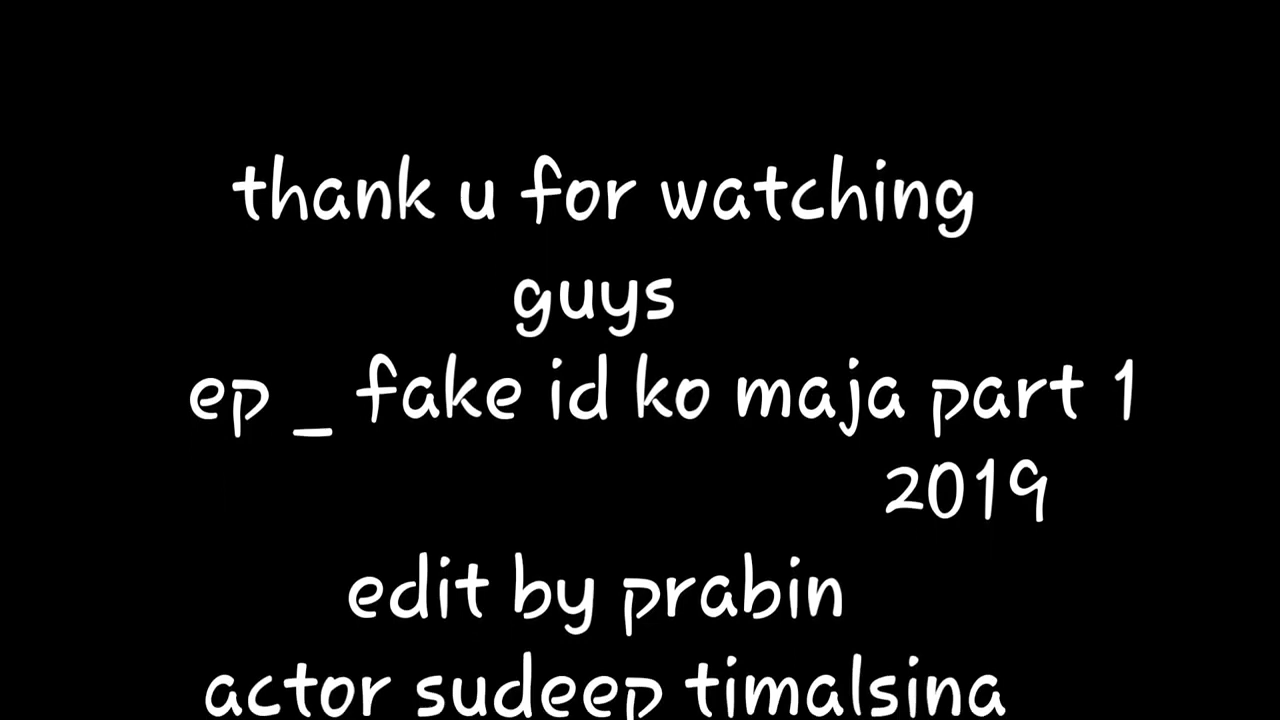 thank u for watching
guys
ep _ fake id ko maja part 1
2019
edit by prabin
actor sudeep timalsina